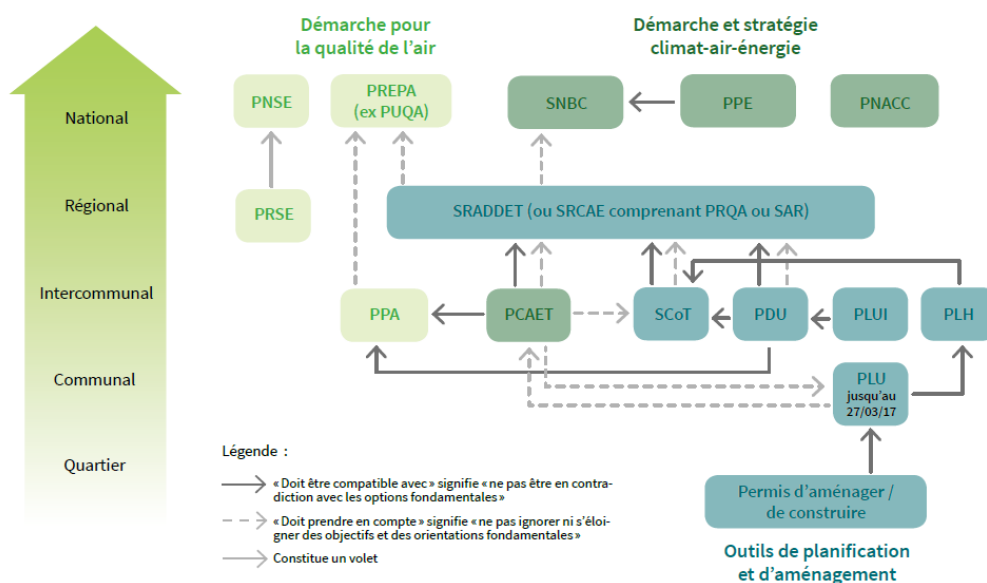 Démarche pour
la qualité de l'air
Démarche et stratégie
climat-air-énergie
National
PNSE
PREPA
(ex PUQA)
SNBC
PPE
PNACC
Régional
PRSE
SRADDET (ou SRCAE comprenant PRQA ou SAR)
Intercommunal
PPA
PCAET
SCoT
PDU
PLUI
PLH
Communal
PLU
jusqu'au
27/03/17
Quartier
Permis d'aménager /
de construire
Outils de planification
et d'aménagement
Légende :
« Doit être compatible avec » signifie « ne pas être en contra-
diction avec les options fondamentales »
« Doit prendre en compte » signifie « ne pas ignorer ni s'éloi-
gner des objectifs et des orientations fondamentales »
Constitue un volet